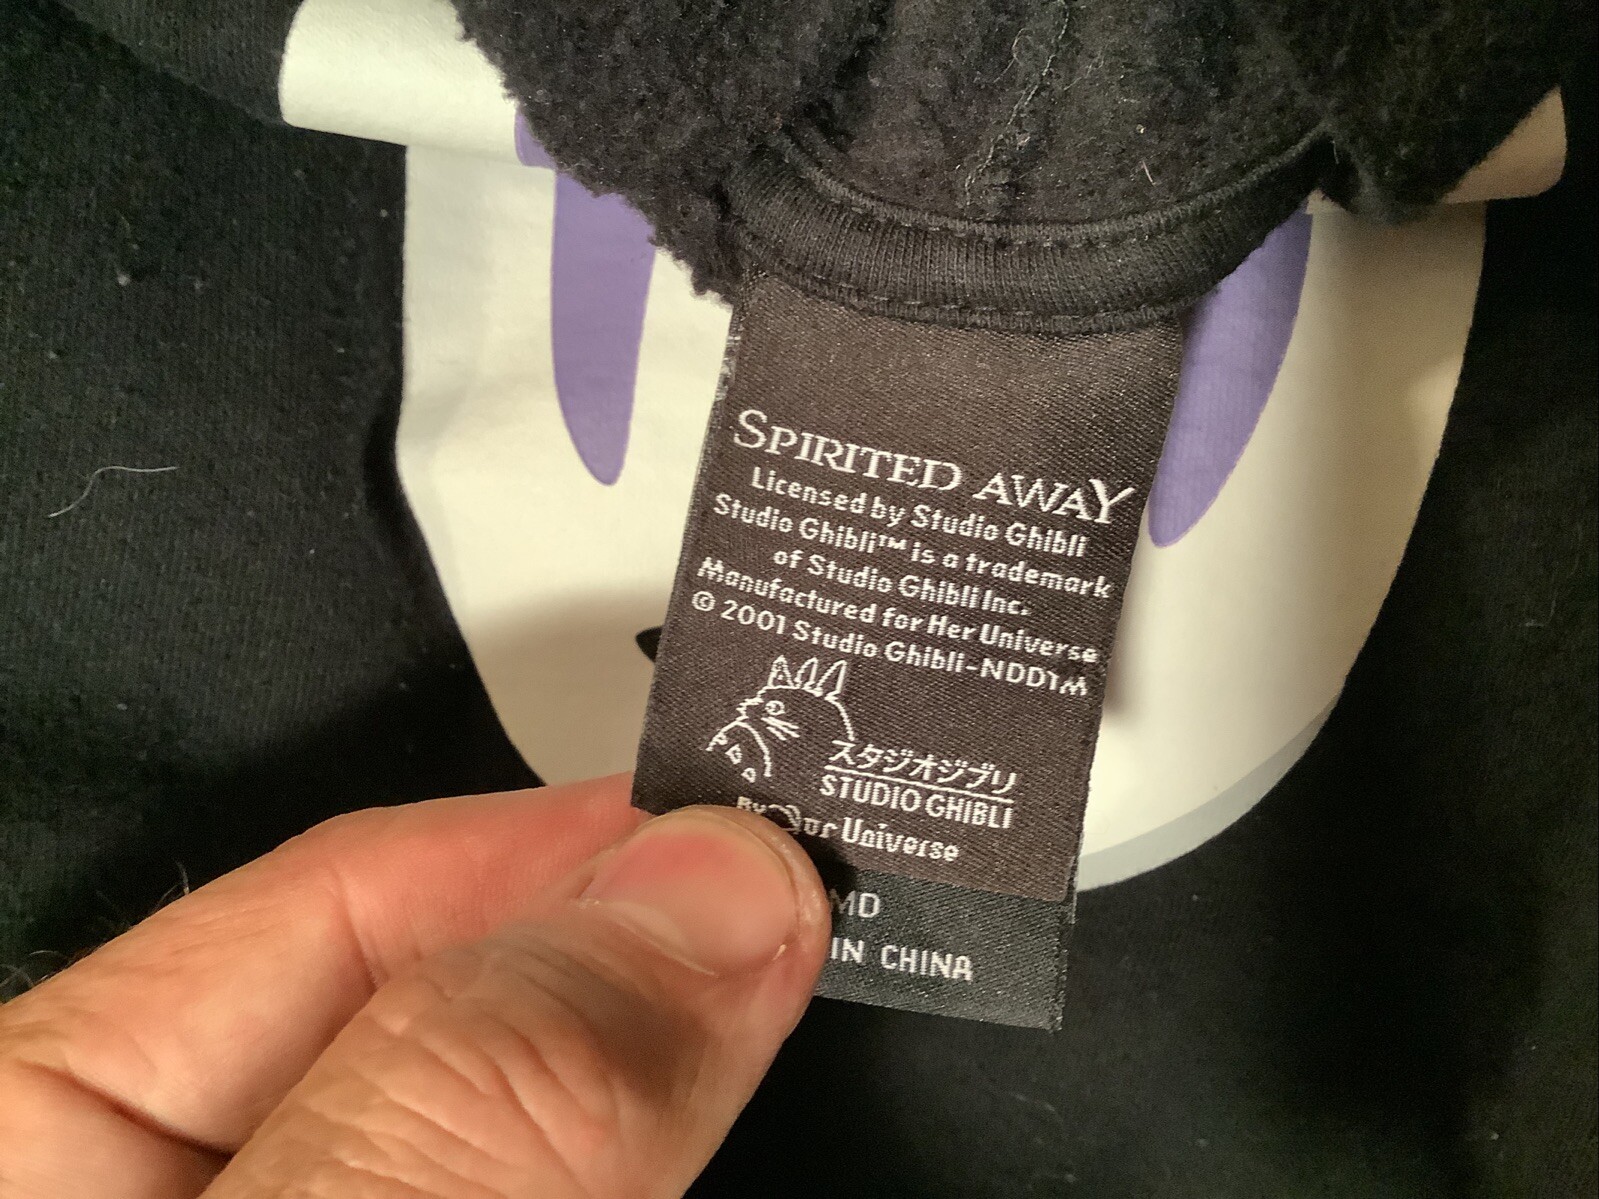 SPIRITED AWAY
Licensed by Studio Ghibli
Studio Ghibli™ is a trademark
of Studio Ghibli Inc.
Manufactured for Her Universe
© 2001 Studio Ghibli-NDDTM
スタジオジブリ
STUDIO GHIBLI
By
Universe
MD
IN CHINA